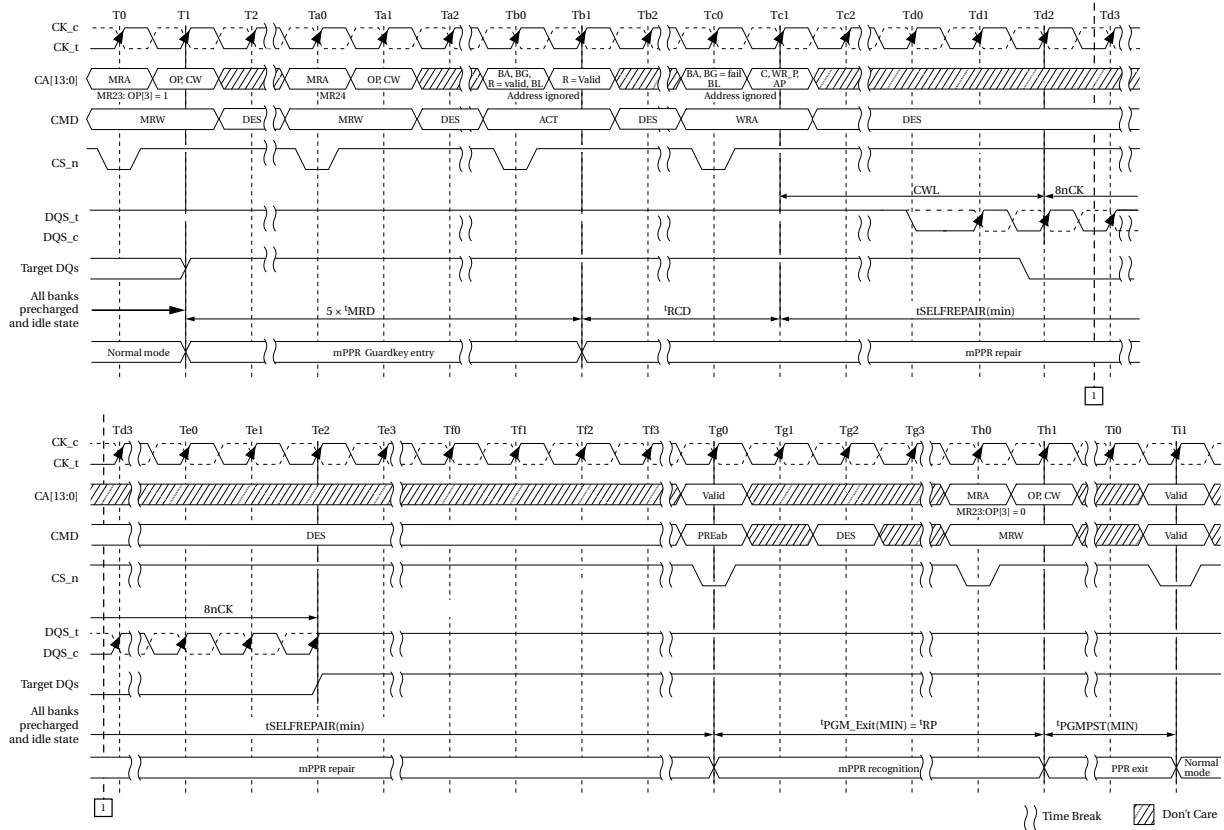 T0 T1 T2 Ta0 Ta1 Ta2 Tb0 Tb1 Tb2 Tc0 Tc1 Tc2 Td0 Td1 Td2 Td3
CK_c
CK_t
CA[13:0] MRA OP, CW MRA OP, CW BA, BG, R = valid, BL R = Valid BA, BG = fail BL C, WR_P, AP
MR23: OP[3] = 1 MR24 Address ignored Address ignored
CMD MRW DES MRW DES ACT DES WRA DES
CS_n
CWL 8nCK
DQS_t
DQS_c
Target DQs
All banks
precharged
and idle state
5 × tMRD tRCD tSELFREPAIR(min)
Normal mode mPPR Guardkey entry mPPR repair
1
Td3 Te0 Te1 Te2 Te3 Tf0 Tf1 Tf2 Tf3 Tg0 Tg1 Tg2 Tg3 Th0 Th1 Ti0 Ti1
CK_c
CK_t
CA[13:0] Valid MRA OP, CW Valid
MR23:OP[3] = 0
CMD DES PREab DES MRW Valid
CS_n
8nCK
DQS_t
DQS_c
Target DQs
All banks
precharged
and idle state
tSELFREPAIR(min) tPGM_Exit(MIN) = tRP tPGMPST(MIN)
mPPR repair mPPR recognition PPR exit Normal mode
1
Time Break Don't Care